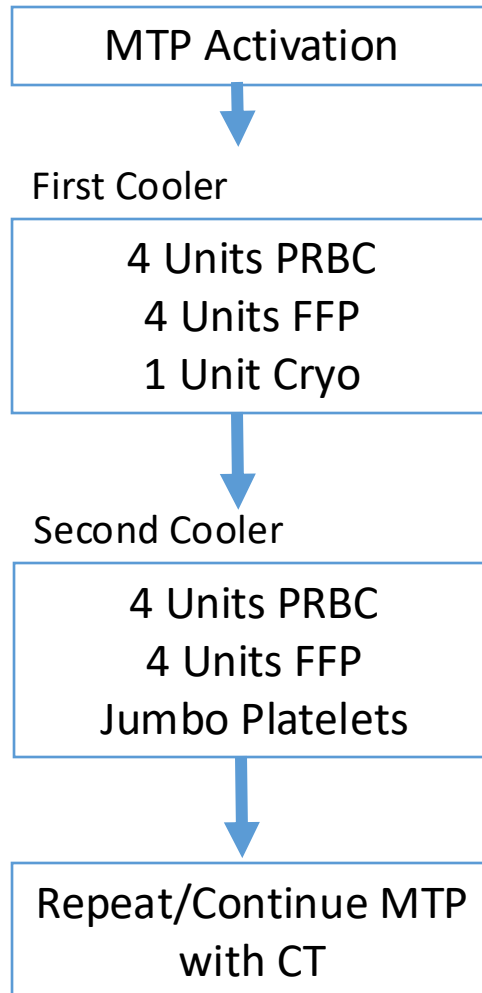 MTP Activation
First Cooler
4 Units PRBC
4 Units FFP
1 Unit Cryo
Second Cooler
4 Units PRBC
4 Units FFP
Jumbo Platelets
Repeat/Continue MTP
with CT